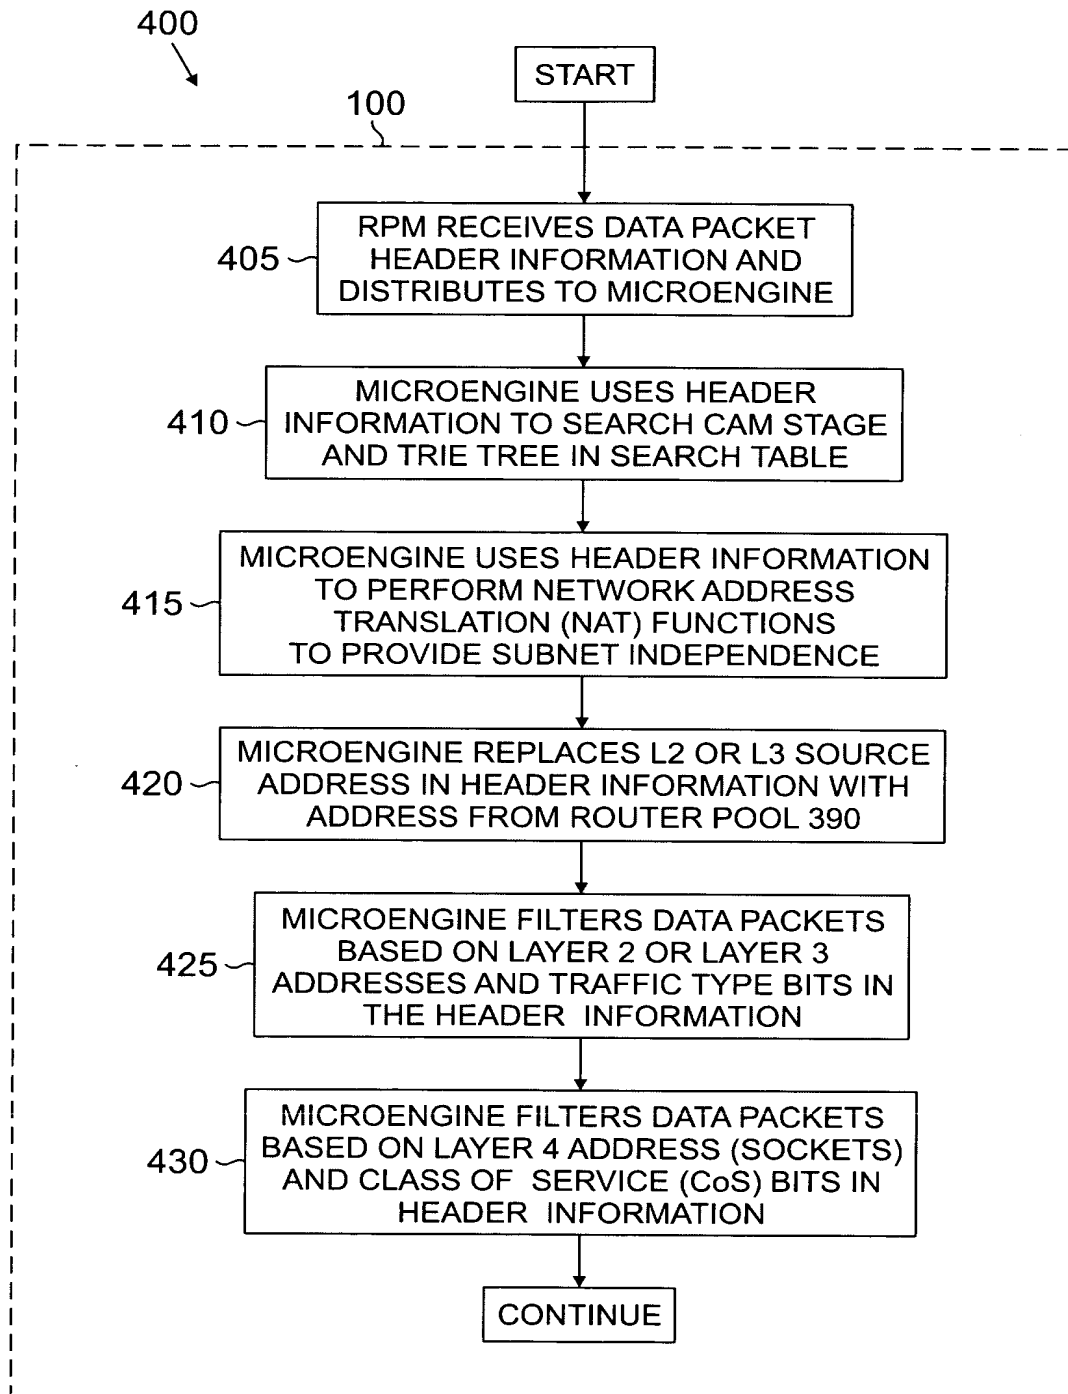 400
START
100
RPM RECEIVES DATA PACKET
HEADER INFORMATION AND
DISTRIBUTES TO MICROENGINE
405
MICROENGINE USES HEADER
INFORMATION TO SEARCH CAM STAGE
AND TRIE TREE IN SEARCH TABLE
410
MICROENGINE USES HEADER INFORMATION
TO PERFORM NETWORK ADDRESS
TRANSLATION (NAT) FUNCTIONS
TO PROVIDE SUBNET INDEPENDENCE
415
MICROENGINE REPLACES L2 OR L3 SOURCE
ADDRESS IN HEADER INFORMATION WITH
ADDRESS FROM ROUTER POOL 390
420
MICROENGINE FILTERS DATA PACKETS
BASED ON LAYER 2 OR LAYER 3
ADDRESSES AND TRAFFIC TYPE BITS IN
THE HEADER INFORMATION
425
MICROENGINE FILTERS DATA PACKETS
BASED ON LAYER 4 ADDRESS (SOCKETS)
AND CLASS OF SERVICE (CoS) BITS IN
HEADER INFORMATION
430
CONTINUE